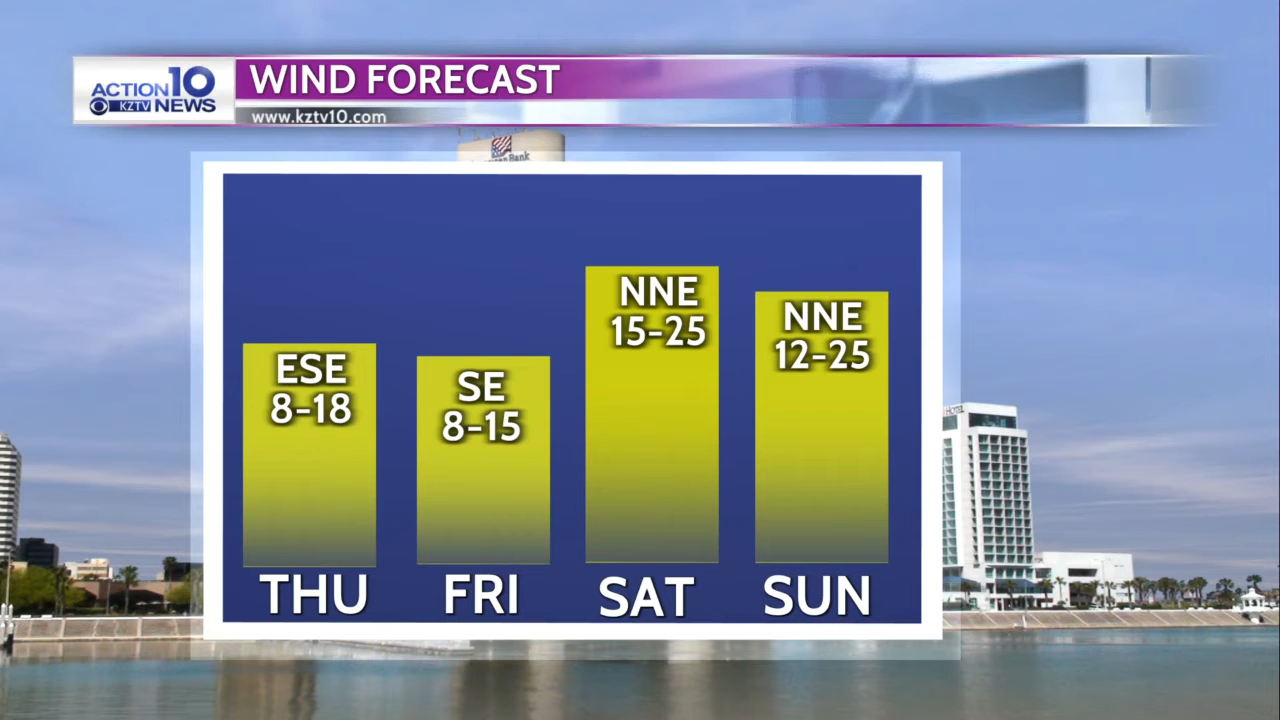 ACTION 10
KZTV NEWS
WIND FORECAST
www.kztv10.com
Bank
ESE
8-18
SE
8-15
NNE
15-25
NNE
12-25
THU
FRI
SAT
SUN